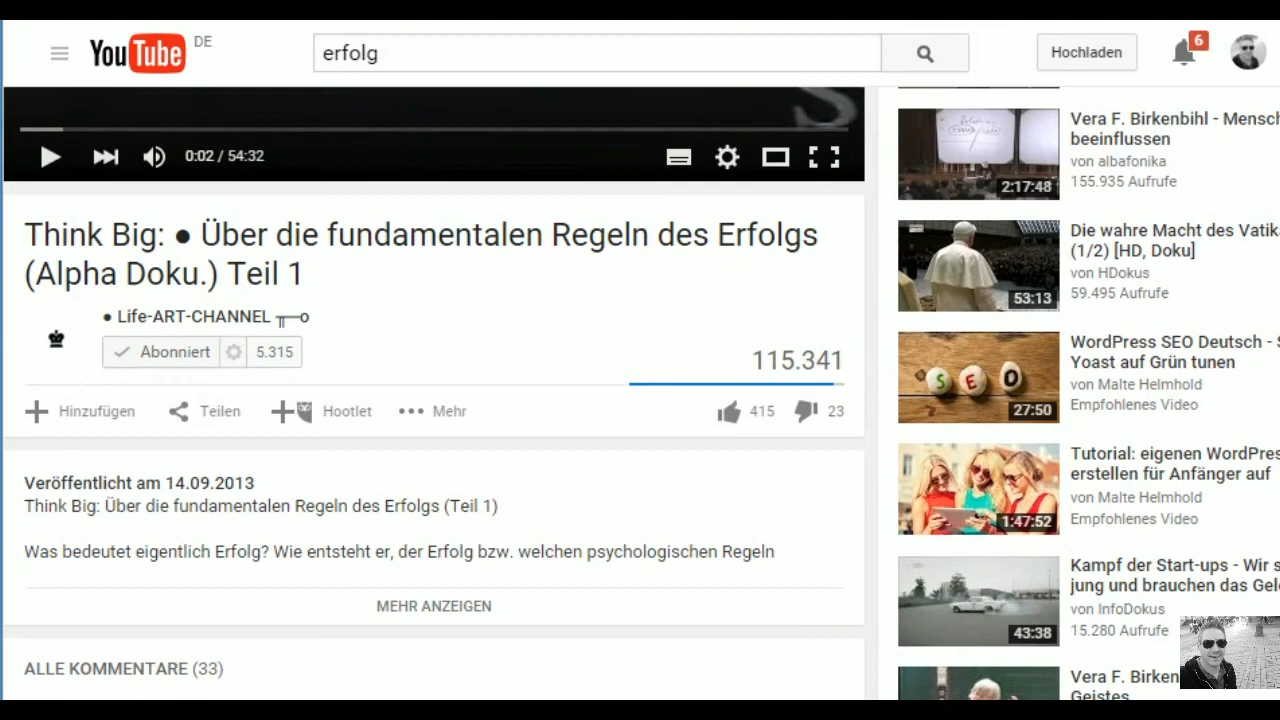 YouTube DE
erfolg
Hochladen
6
0:02 / 54:32
Think Big: ● Über die fundamentalen Regeln des Erfolgs
(Alpha Doku.) Teil 1
● Life-ART-CHANNEL ╥─o
Abonniert 5.315
115.341
Hinzufügen Teilen Hootlet Mehr 415 23
Veröffentlicht am 14.09.2013
Think Big: Über die fundamentalen Regeln des Erfolgs (Teil 1)
Was bedeutet eigentlich Erfolg? Wie entsteht er, der Erfolg bzw. welchen psychologischen Regeln
MEHR ANZEIGEN
ALLE KOMMENTARE (33)
2:17:48
Vera F. Birkenbihl - Mensch
beeinflussen
von albafonika
155.935 Aufrufe
53:13
Die wahre Macht des Vatika
(1/2) [HD, Doku]
von HDokus
59.495 Aufrufe
SEO
27:50
WordPress SEO Deutsch - S
Yoast auf Grün tunen
von Malte Helmhold
Empfohlenes Video
1:47:52
Tutorial: eigenen WordPres
erstellen für Anfänger auf
von Malte Helmhold
Empfohlenes Video
43:38
Kampf der Start-ups - Wir s
jung und brauchen das Gel
von InfoDokus
15.280 Aufrufe
Vera F. Birken
Geistes